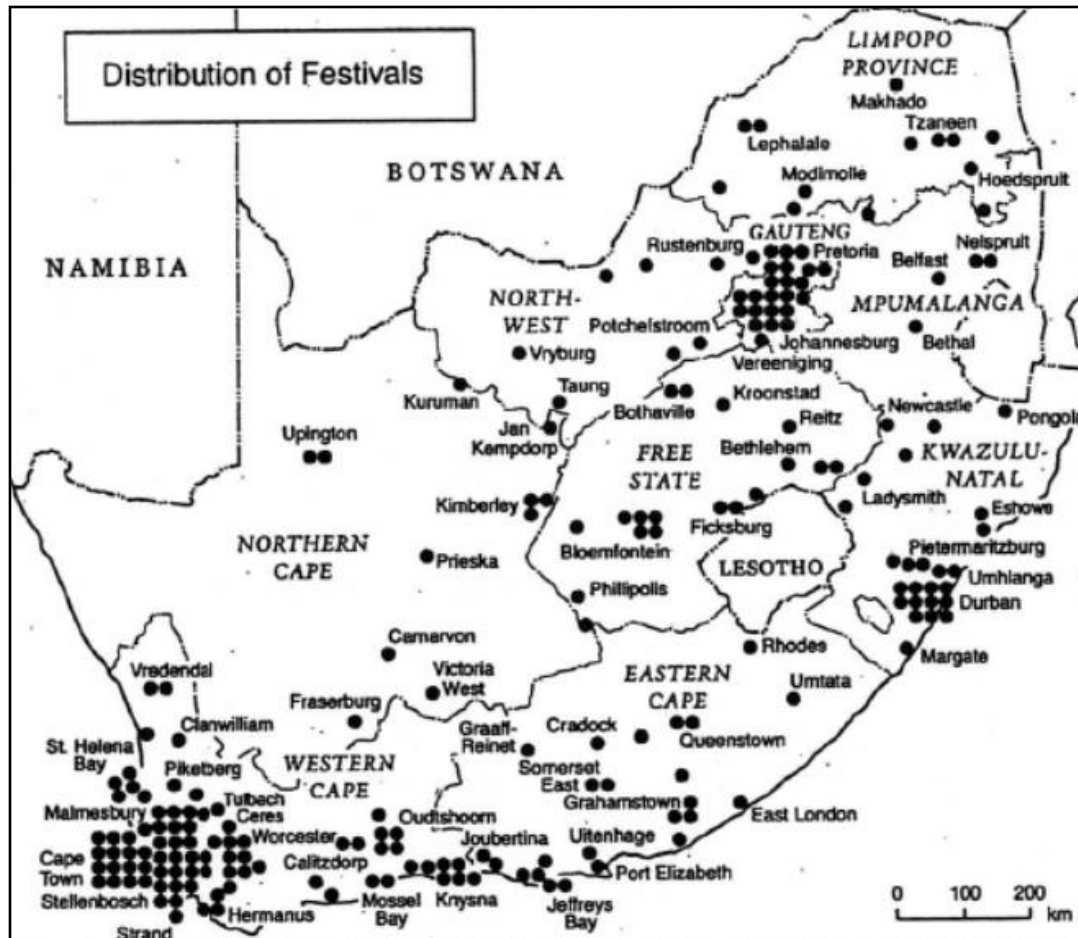 Distribution of Festivals
LIMPOPO
PROVINCE
Makhado
Tzaneen
Lephalale
BOTSWANA
Modimolle
Hoedspruit
NAMIBIA
GAUTENG
Rustenburg
Pretoria
Nelspruit
Belfast
NORTH-
WEST
MPUMALANGA
Potchefstroom
Johannesburg
Bethal
Vryburg
Vereeniging
Kuruman
Taung
Kroonstad
Bothaville
Newcastle
Pongola
Jan
Kempdorp
Reitz
Upington
FREE
STATE
Bethlehem
KWAZULU-
NATAL
Ladysmith
Kimberley
Eshowe
Ficksburg
Bloemfontein
Pietermaritzburg
NORTHERN
CAPE
Prieska
LESOTHO
Umhlanga
Phillipolis
Durban
Carnarvon
Rhodes
Margate
Vredendal
Victoria
West
EASTERN
CAPE
Umtata
Fraserburg
Clanwilliam
Cradock
Graaff-
Reinet
Queenstown
St. Helena
Bay
WESTERN
CAPE
Piketberg
Somerset
East
Tulbach
Grahamstown
Malmesbury
Ceres
Oudtshoorn
East London
Worcester
Joubertina
Uitenhage
Cape
Town
Calitzdorp
Port Elizabeth
Stellenbosch
Mossel
Bay
Knysna
Jeffreys
Bay
Hermanus
Strand
0 100 200
km